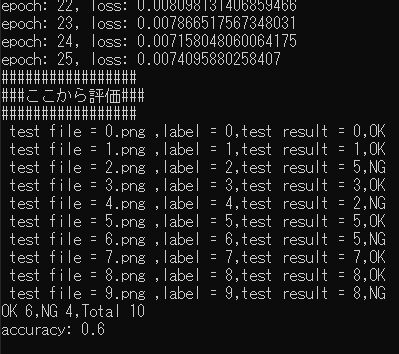 epoch: 22, loss: 0.008098131406859466
epoch: 23, loss: 0.007866517567348031
epoch: 24, loss: 0.007158048060064175
epoch: 25, loss: 0.0074095880258407
#################
###ここから評価###
#################
test file = 0.png ,label = 0,test result = 0,OK
test file = 1.png ,label = 1,test result = 1,OK
test file = 2.png ,label = 2,test result = 5,NG
test file = 3.png ,label = 3,test result = 3,OK
test file = 4.png ,label = 4,test result = 2,NG
test file = 5.png ,label = 5,test result = 5,OK
test file = 6.png ,label = 6,test result = 5,NG
test file = 7.png ,label = 7,test result = 7,OK
test file = 8.png ,label = 8,test result = 8,OK
test file = 9.png ,label = 9,test result = 8,NG
OK 6,NG 4,Total 10
accuracy: 0.6